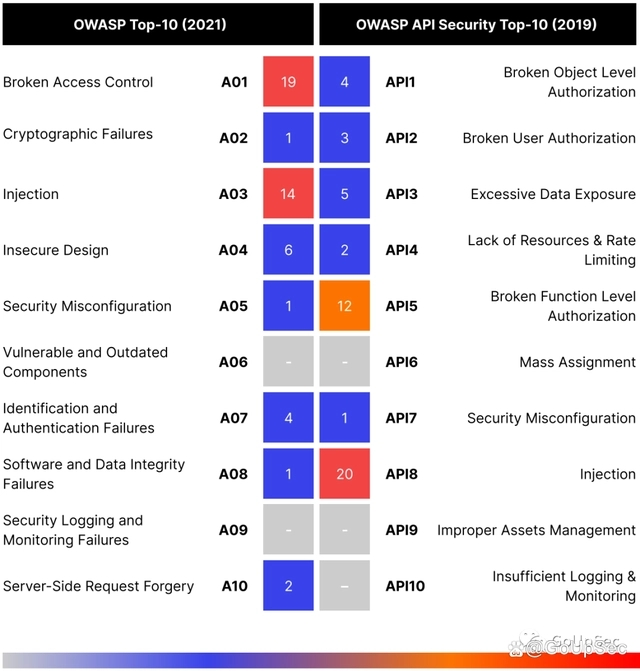 OWASP Top-10 (2021)
OWASP API Security Top-10 (2019)
Broken Access Control A01 19 4 API1 Broken Object Level
Authorization
Cryptographic Failures A02 1 3 API2 Broken User Authorization
Injection A03 14 5 API3 Excessive Data Exposure
Insecure Design A04 6 2 API4 Lack of Resources & Rate
Limiting
Security Misconfiguration A05 1 12 API5 Broken Function Level
Authorization
Vulnerable and Outdated
Components A06 - - API6 Mass Assignment
Identification and
Authentication Failures A07 4 1 API7 Security Misconfiguration
Software and Data Integrity
Failures A08 1 20 API8 Injection
Security Logging and
Monitoring Failures A09 - - API9 Improper Assets Management
Server-Side Request Forgery A10 2 - API10 Insufficient Logging &
Monitoring
GoUpSec
@GoUpSec